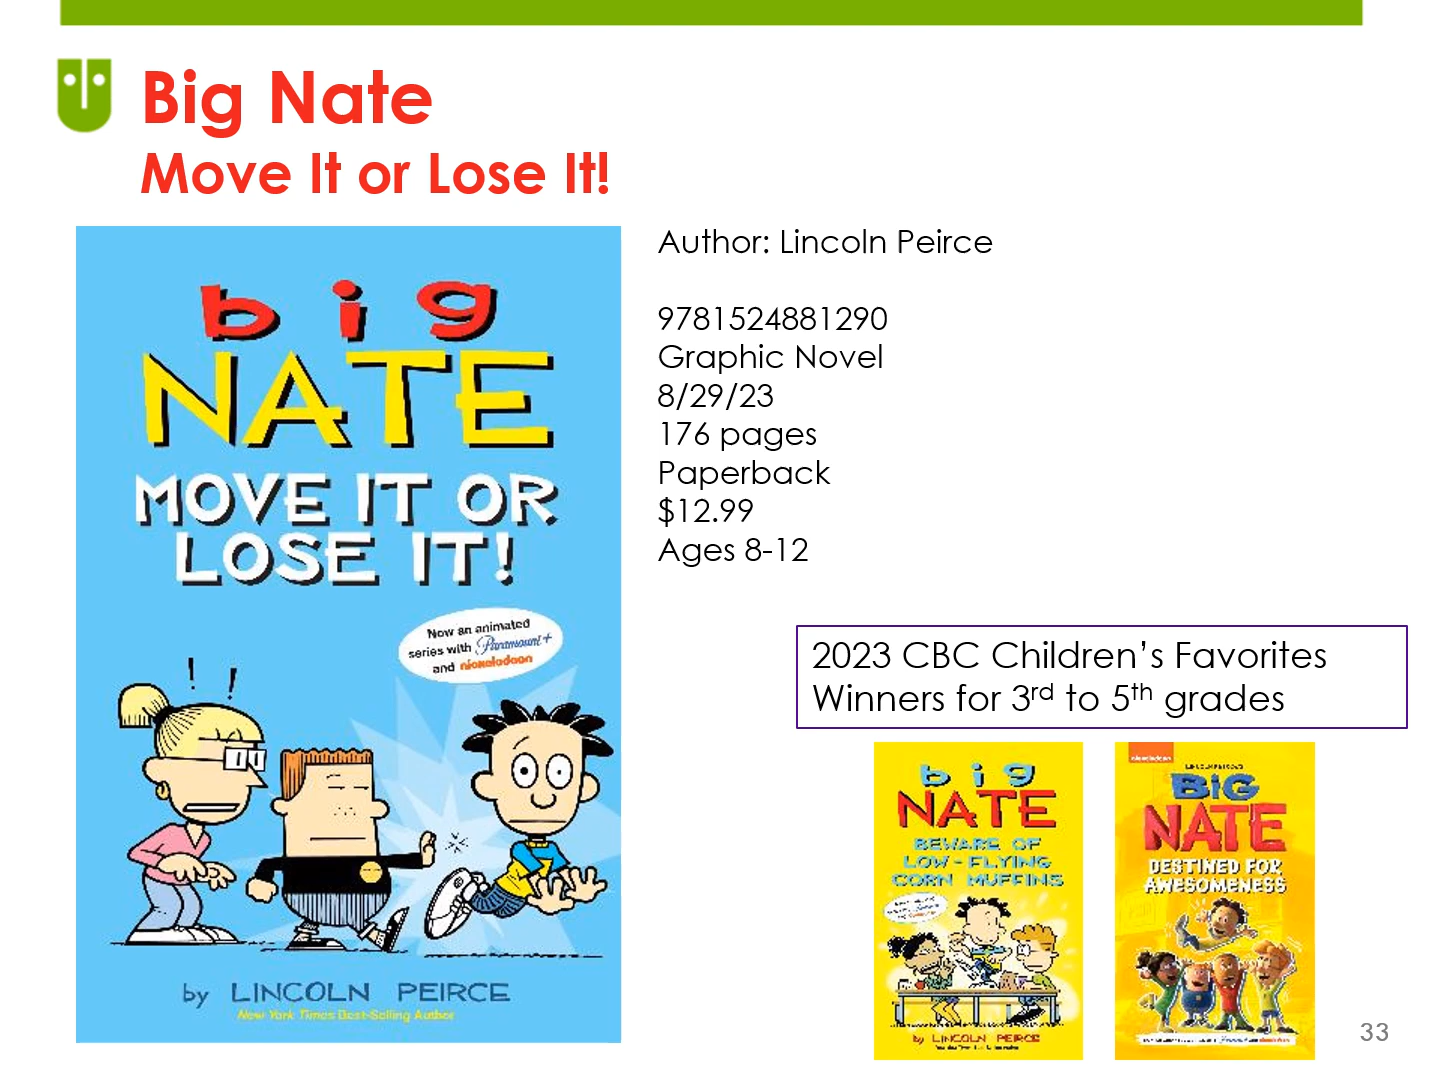 Big Nate
Move It or Lose It!
big
NATE
MOVE IT OR
LOSE IT!
Now an animated
series with Paramount+
and nickelodeon
! !
by LINCOLN PEIRCE
New York Times Best-Selling Author
Author: Lincoln Peirce
9781524881290
Graphic Novel
8/29/23
176 pages
Paperback
$12.99
Ages 8-12
2023 CBC Children’s Favorites
Winners for 3rd to 5th grades
big
NATE
BEWARE OF
LOW-FLYING
CORN MUFFINS
by LINCOLN PEIRCE
nickelodeon
LINCOLN PEIRCE'S
BIG
NATE
DESTINED FOR
AWESOMENESS
33